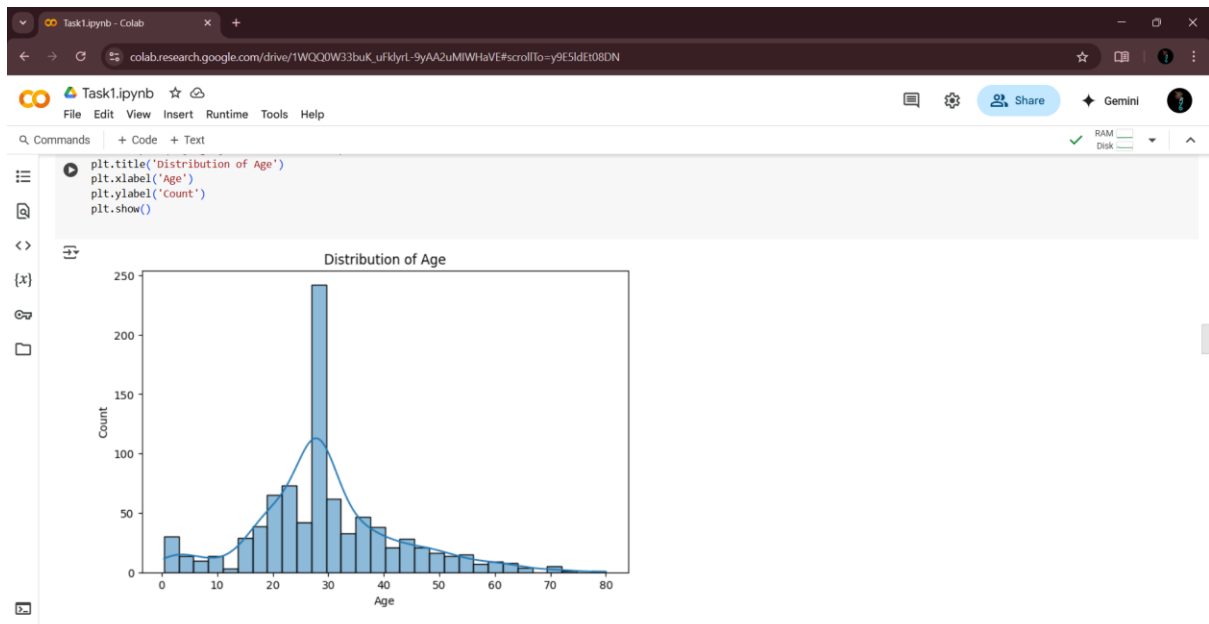 Task1.ipynb - Colab
colab.research.google.com/drive/1WQQ0W33buK_uFklyrL-9yAA2uMIWHaVE#scrollTo=y9E5ldEt08DN
Task1.ipynb
Share
Gemini
File Edit View Insert Runtime Tools Help
Commands + Code + Text
RAM
Disk
plt.title('Distribution of Age')
plt.xlabel('Age')
plt.ylabel('Count')
plt.show()
Distribution of Age
250
200
150
100
50
0
Count
0 10 20 30 40 50 60 70 80
Age